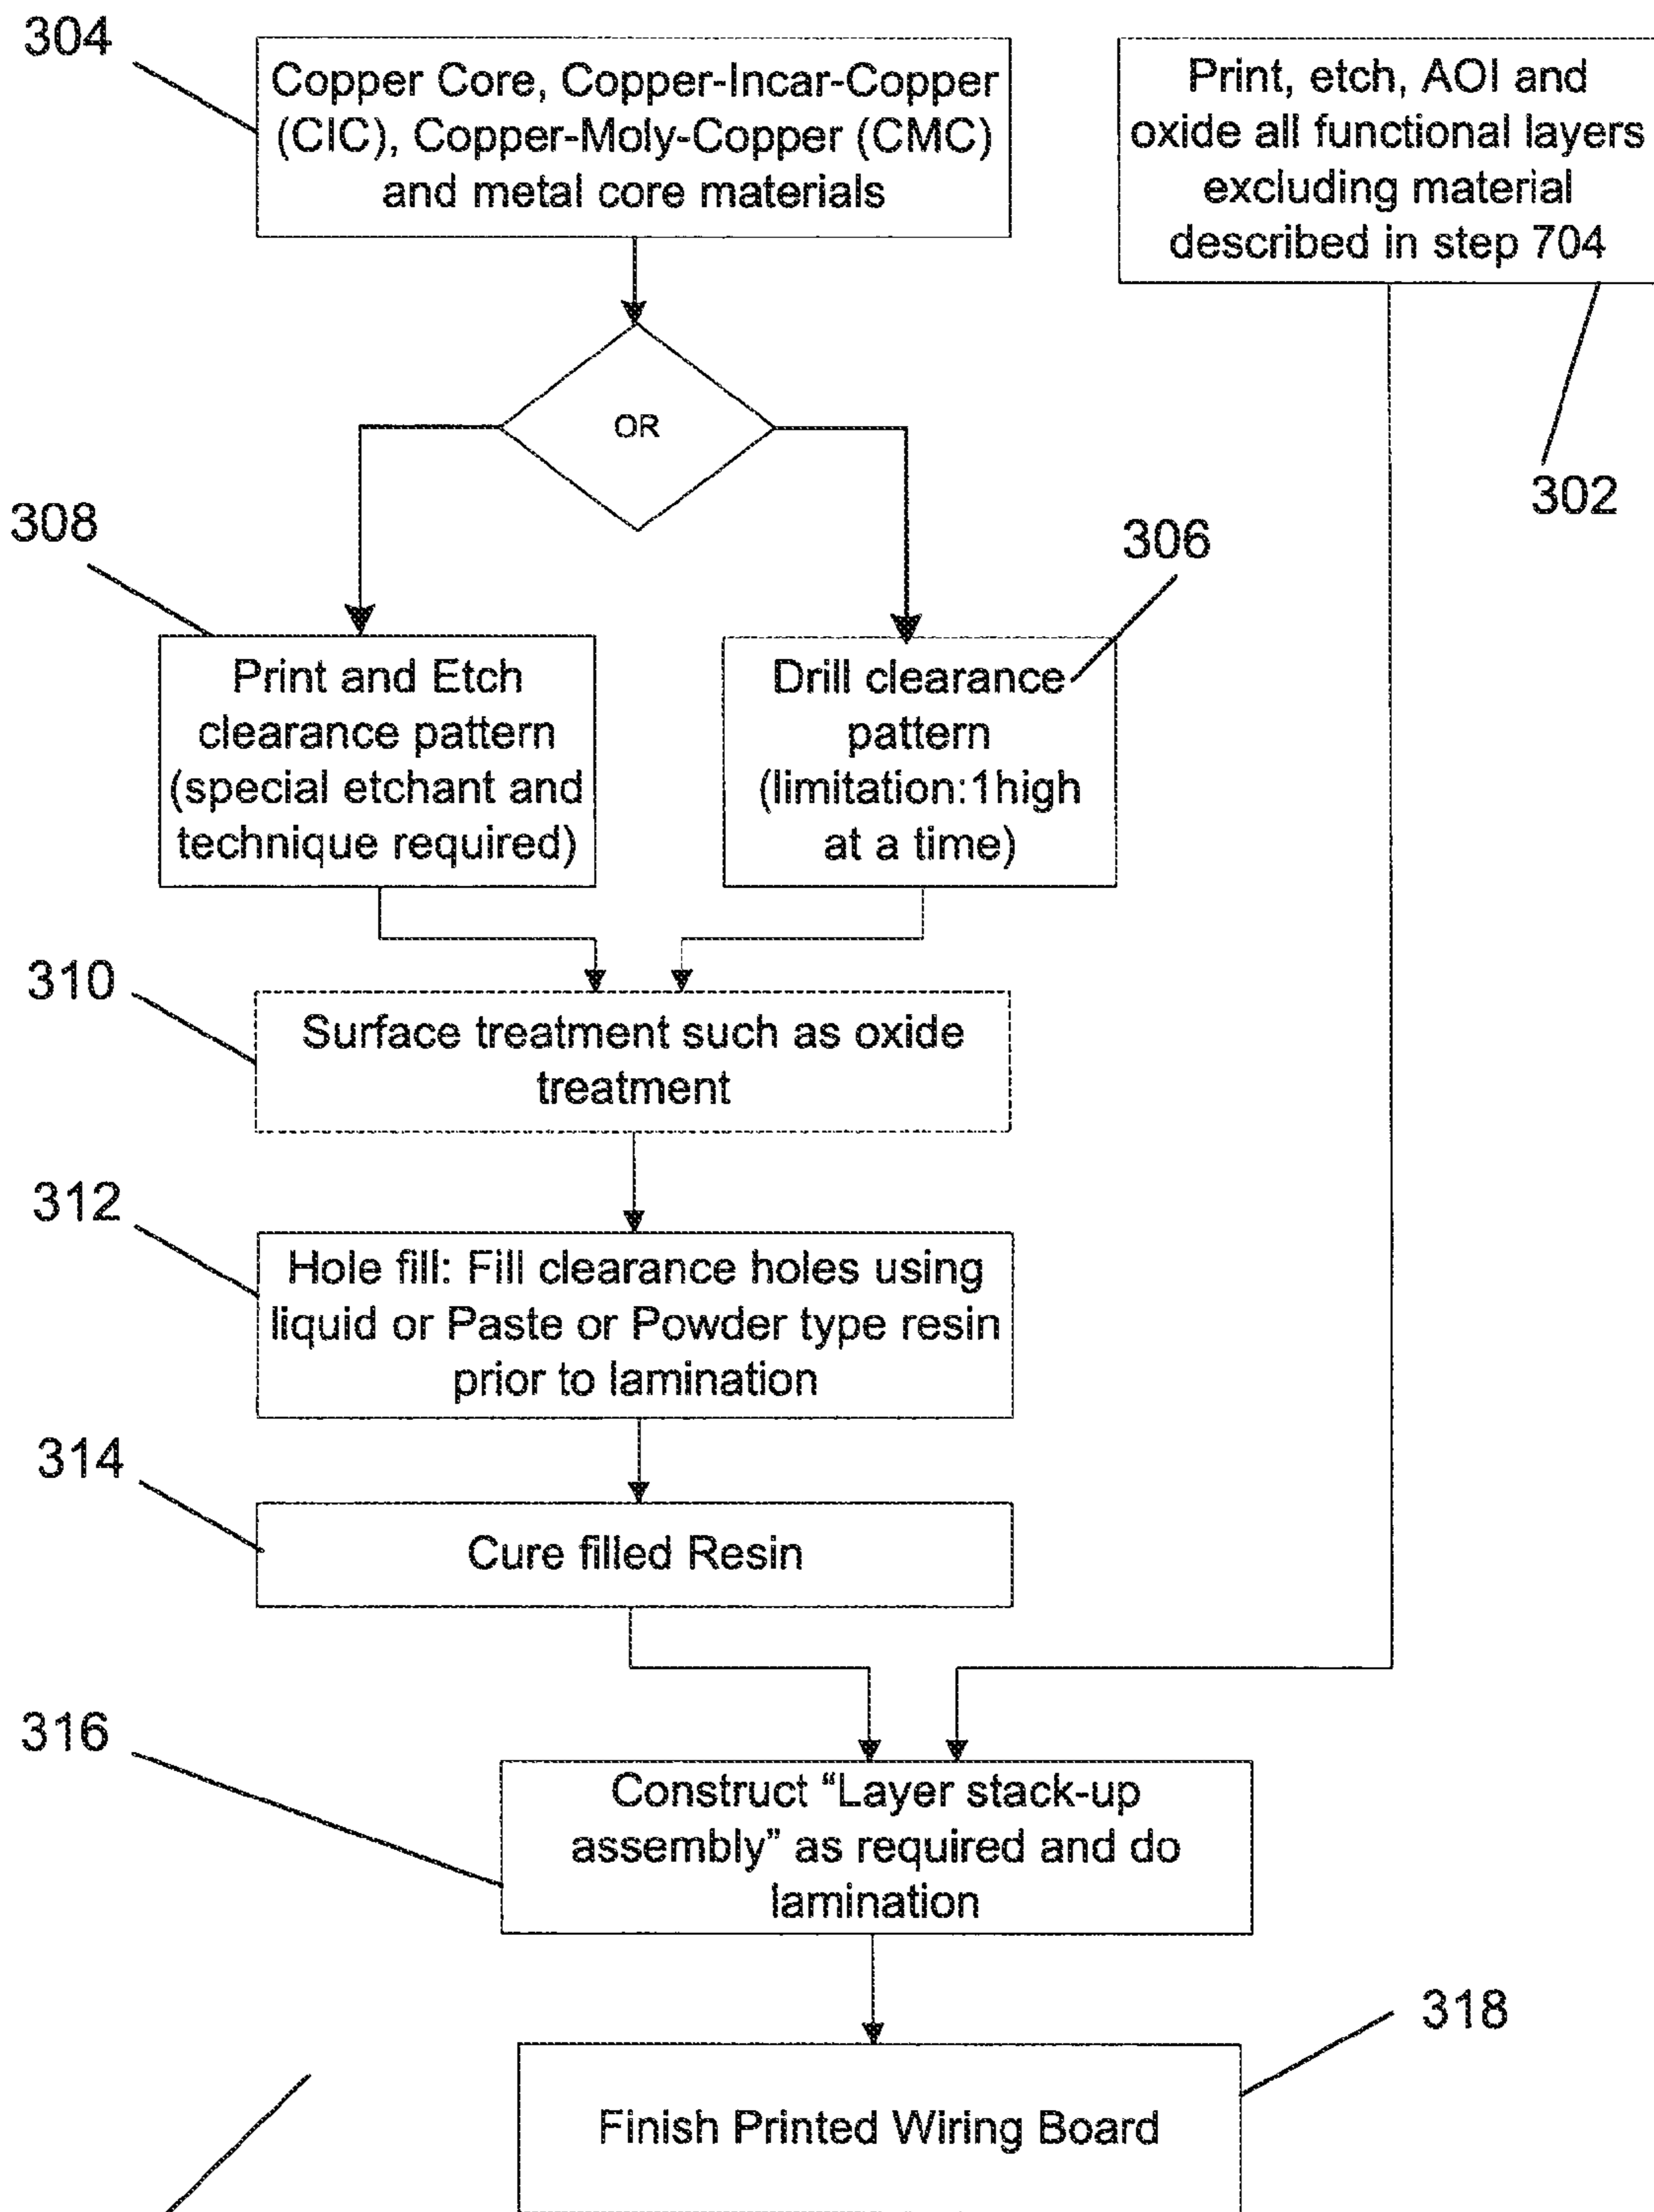 304
Copper Core, Copper-Incar-Copper
(CIC), Copper-Moly-Copper (CMC)
and metal core materials
Print, etch, AOI and
oxide all functional layers
excluding material
described in step 704
302
OR
308
306
Print and Etch
clearance pattern
(special etchant and
technique required)
Drill clearance
pattern
(limitation:1high
at a time)
310
Surface treatment such as oxide
treatment
312
Hole fill: Fill clearance holes using
liquid or Paste or Powder type resin
prior to lamination
314
Cure filled Resin
316
Construct “Layer stack-up
assembly” as required and do
lamination
318
Finish Printed Wiring Board